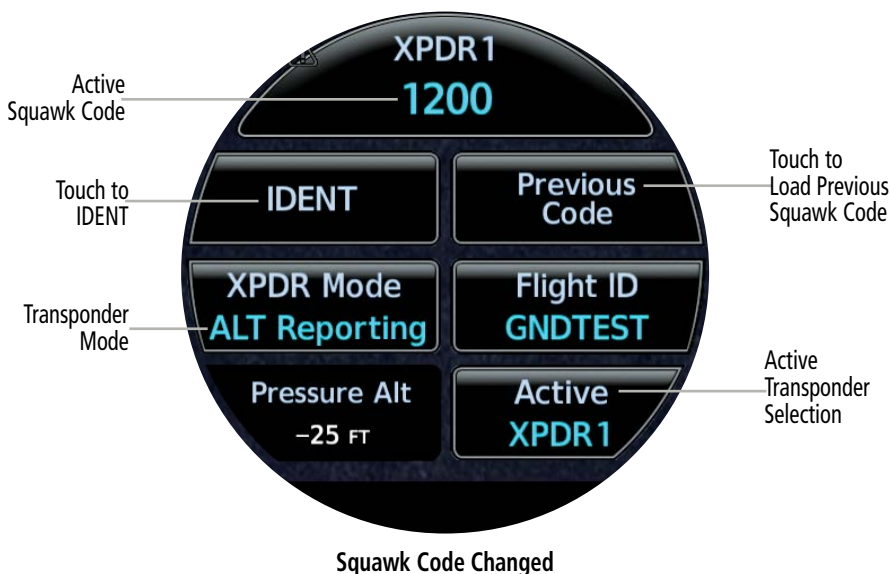 XPDR1
1200
Active
Squawk Code
IDENT
Touch to
IDENT
Previous
Code
Touch to
Load Previous
Squawk Code
XPDR Mode
ALT Reporting
Transponder
Mode
Flight ID
GNDTEST
Pressure Alt
−25 FT
Active
XPDR1
Active
Transponder
Selection
Squawk Code Changed